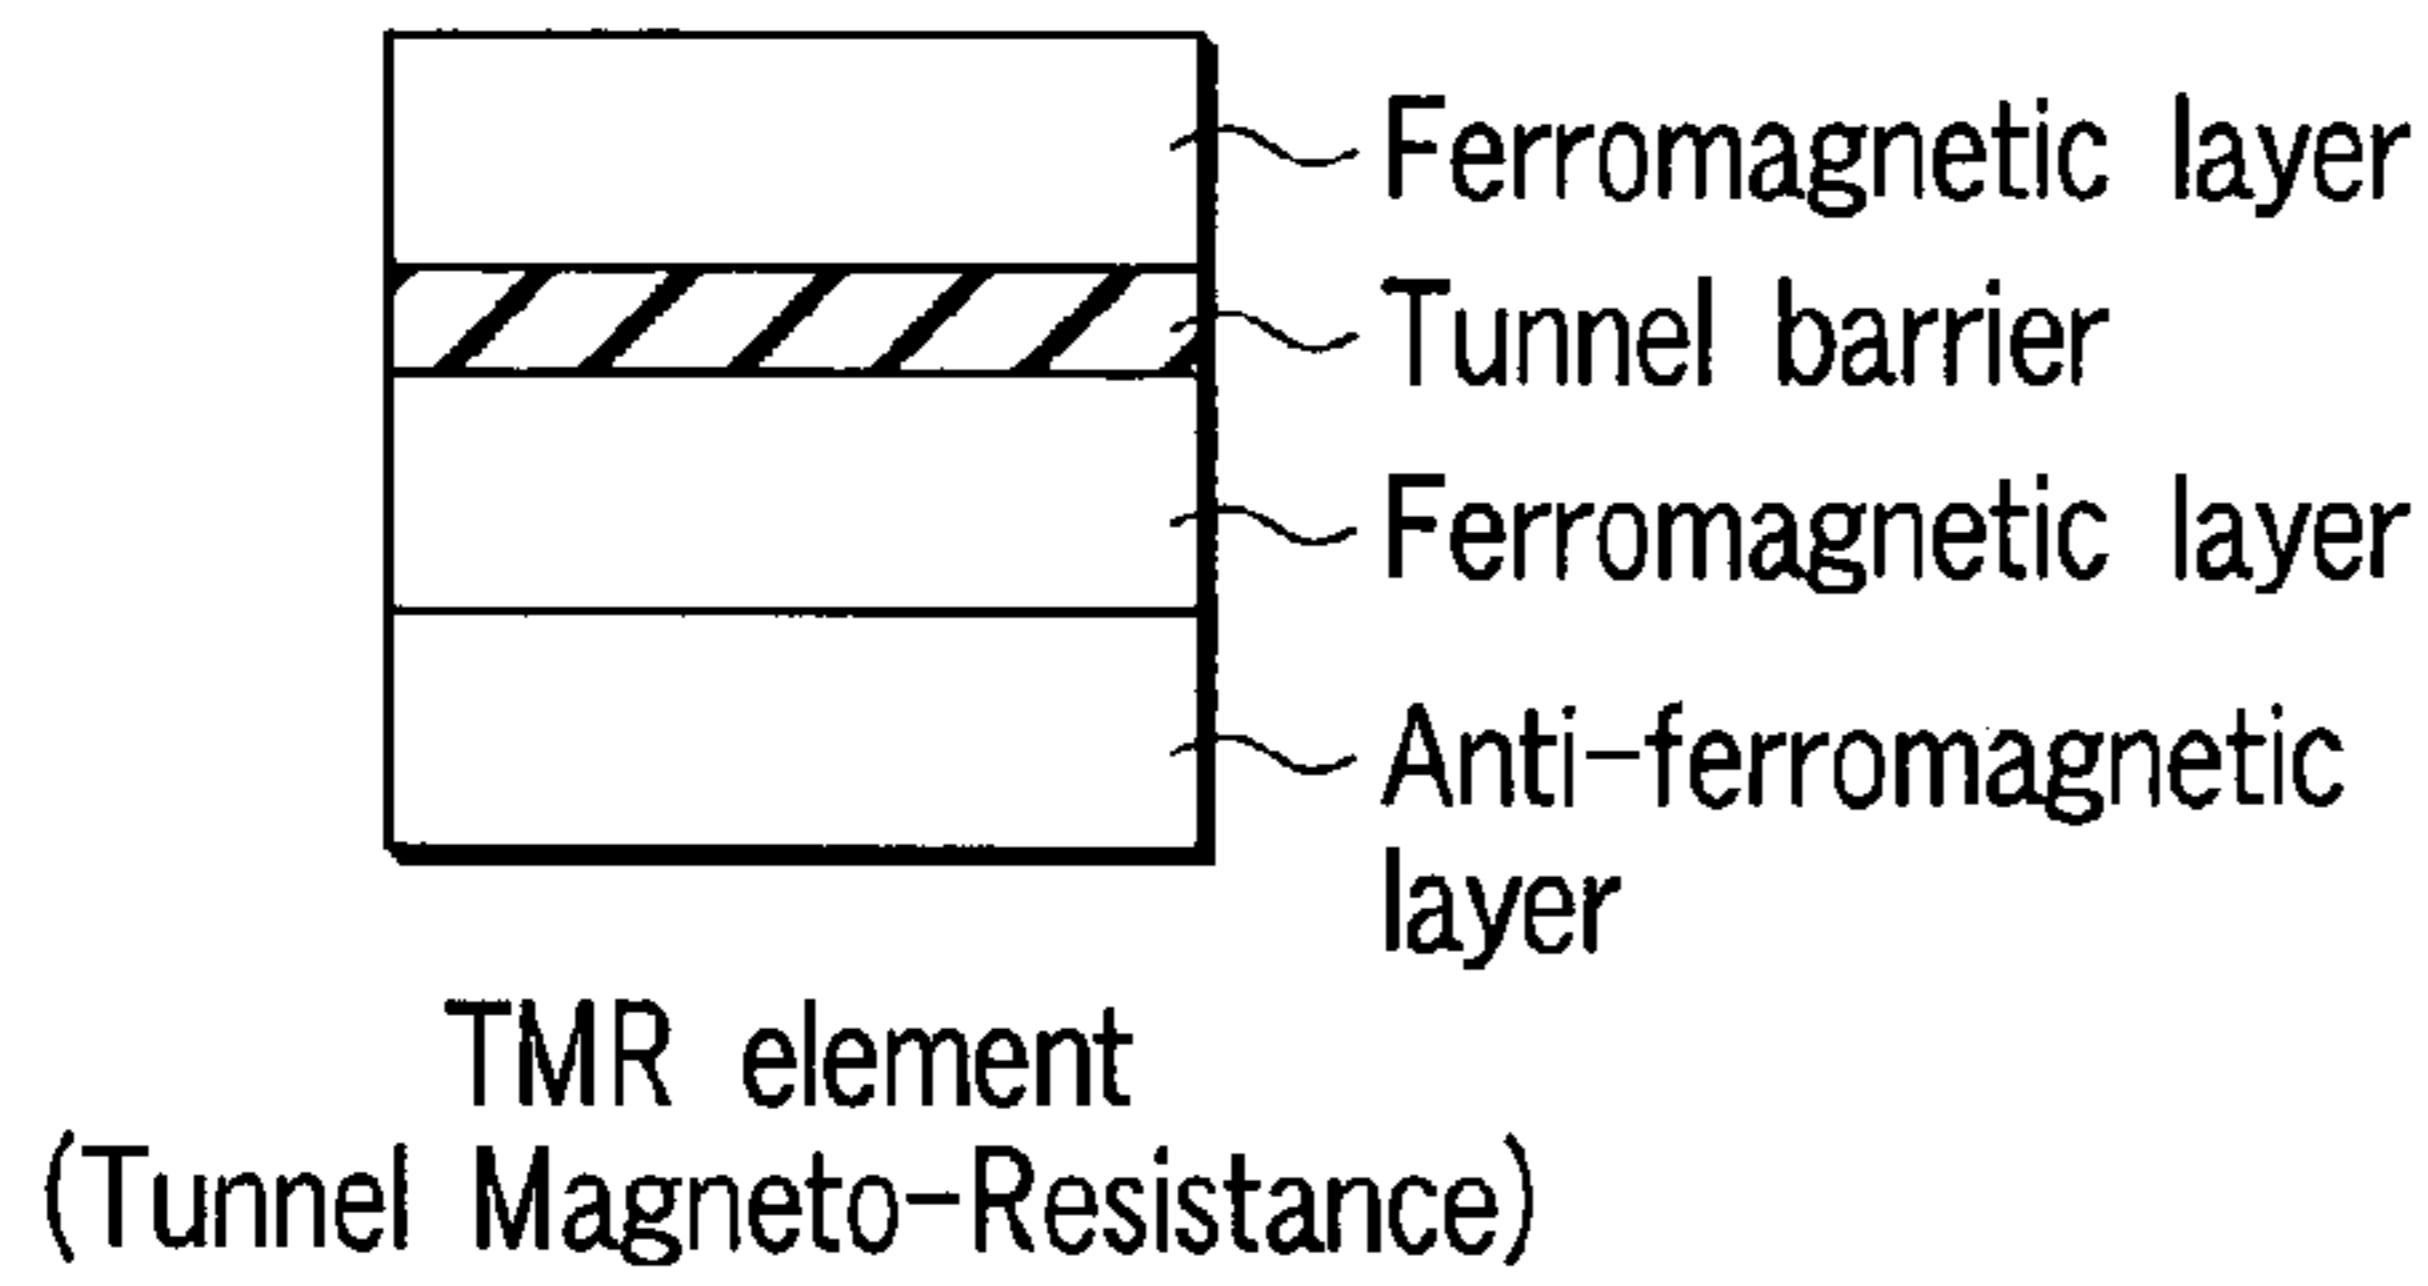 Ferromagnetic layer
Tunnel barrier
Ferromagnetic layer
Anti-ferromagnetic
layer
TMR element
(Tunnel Magneto-Resistance)